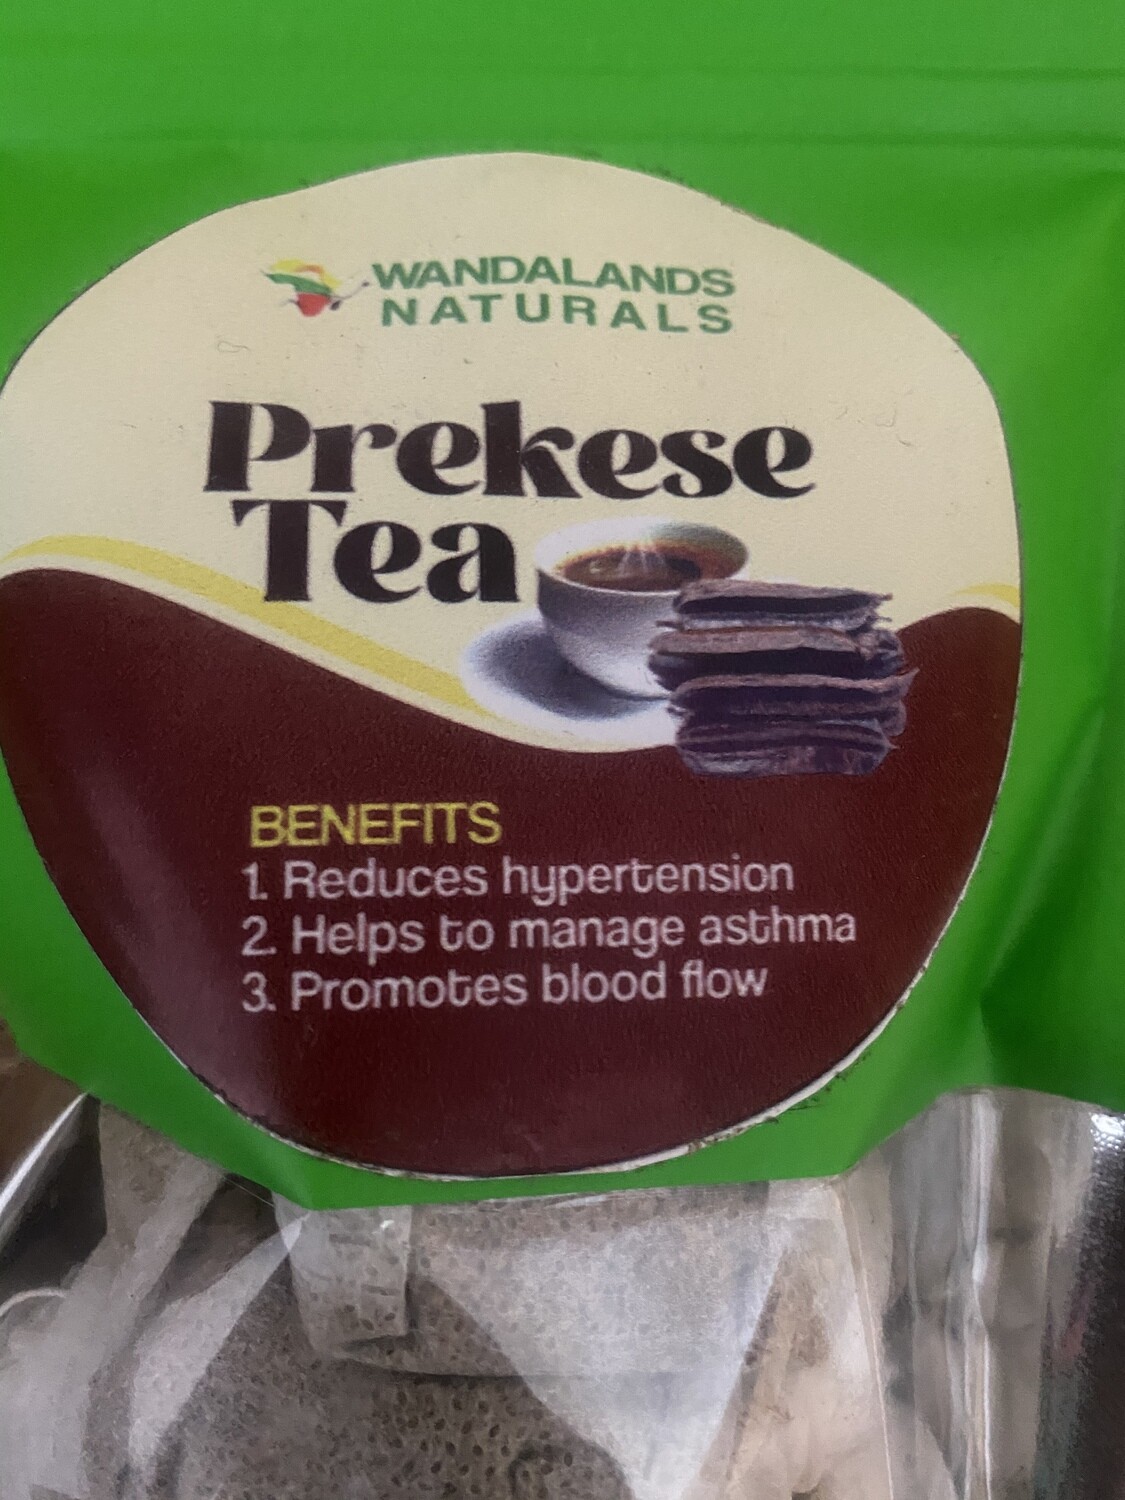 WANDALANDS
NATURALS
Prekese
Tea
BENEFITS
1. Reduces hypertension
2. Helps to manage asthma
3. Promotes blood flow